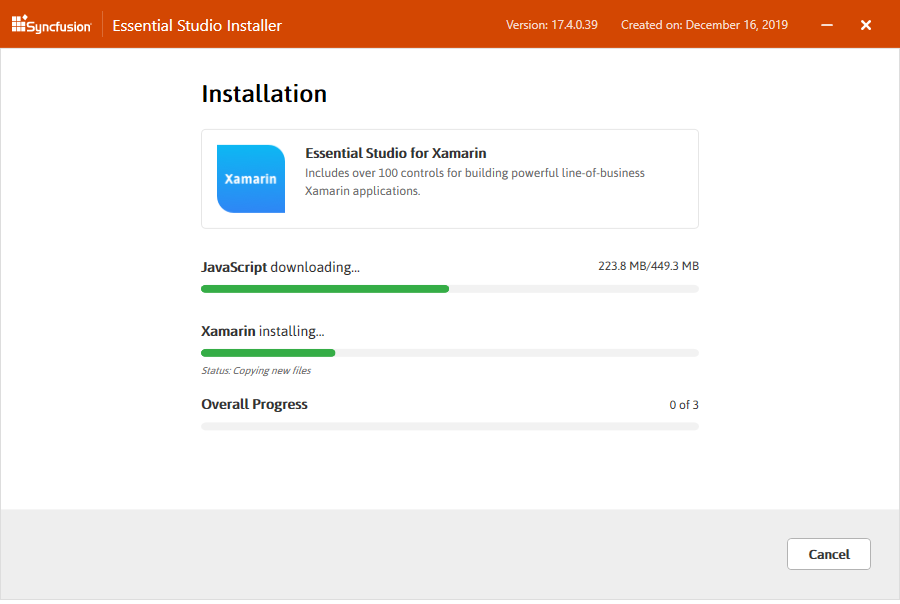 Syncfusion Essential Studio Installer Version: 17.4.0.39 Created on: December 16, 2019
Installation
Xamarin
Essential Studio for Xamarin
Includes over 100 controls for building powerful line-of-business
Xamarin applications.
JavaScript downloading... 223.8 MB/449.3 MB
Xamarin installing...
Status: Copying new files
Overall Progress 0 of 3
Cancel